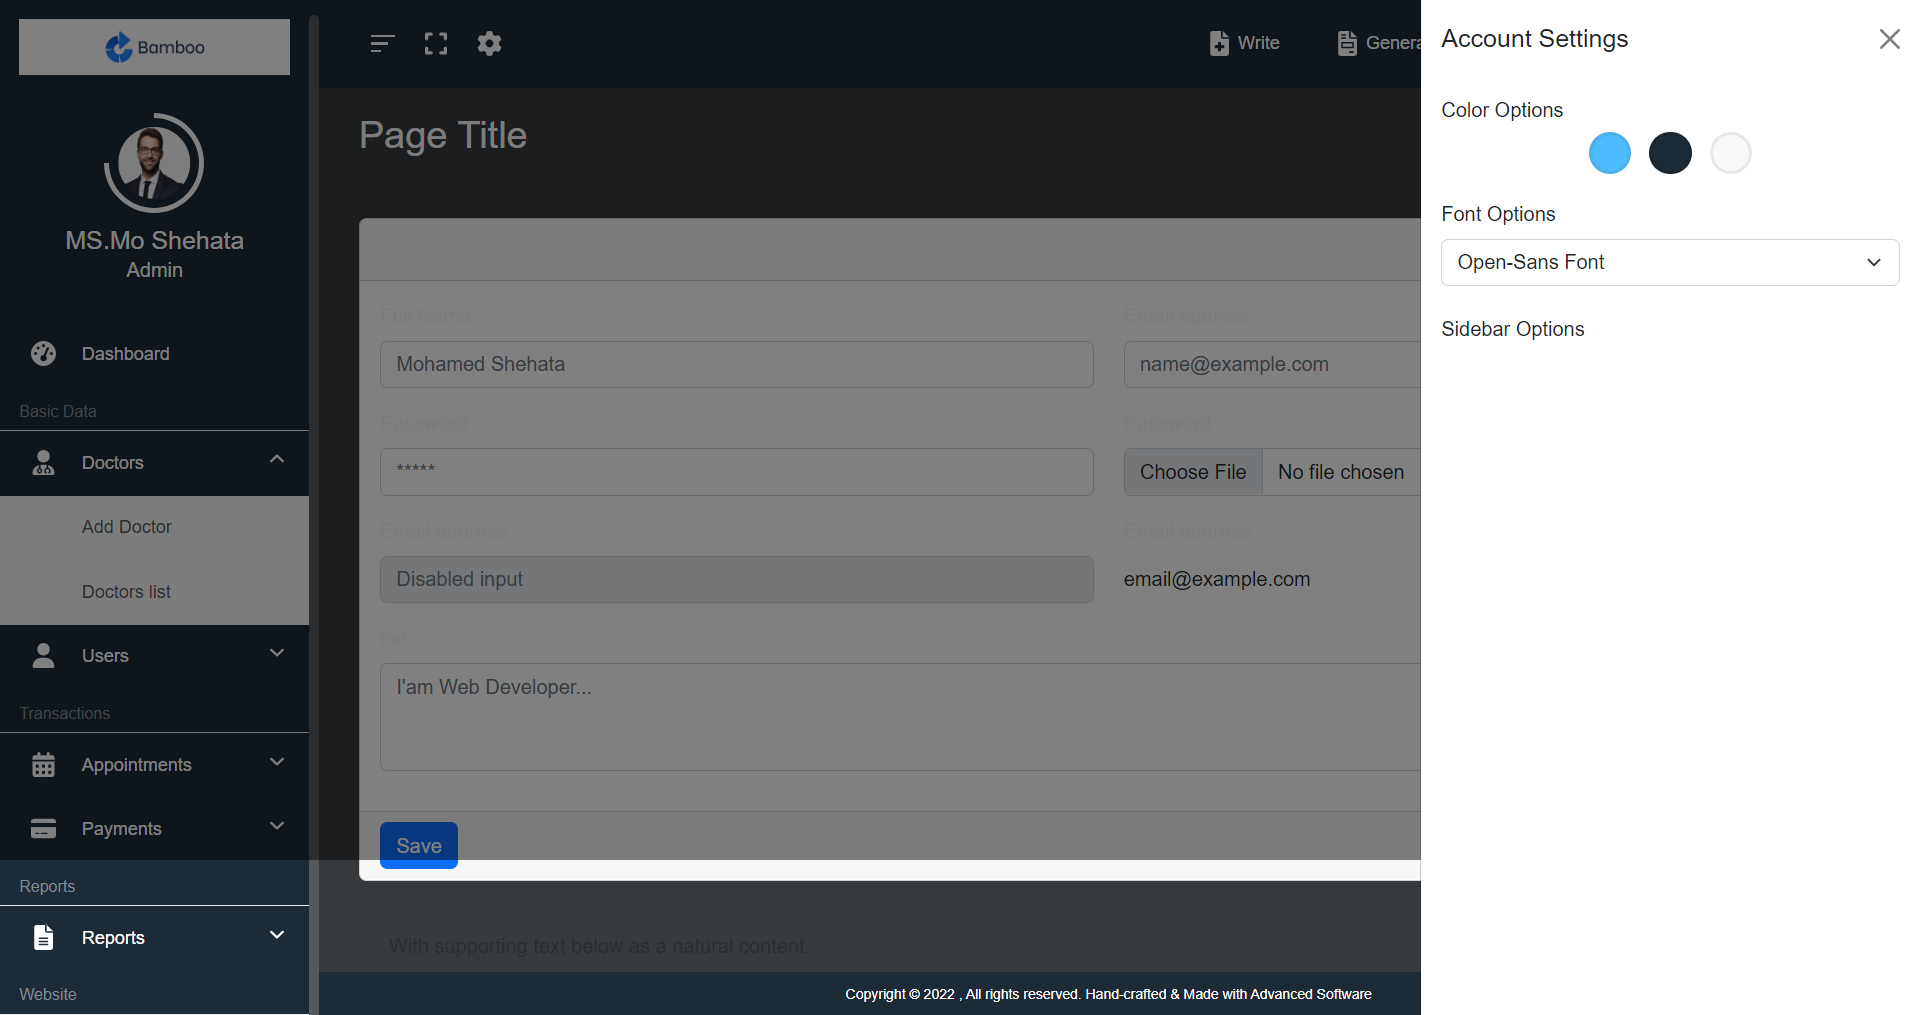 Bamboo
MS.Mo Shehata
Admin
Dashboard
Basic Data
Doctors
Add Doctor
Doctors list
Users
Transactions
Appointments
Payments
Reports
Reports
Website
Write
Genera
Page Title
Full Name
Email address
Mohamed Shehata
name@example.com
Password
Password
*****
Choose File No file chosen
Email address
Email address
Disabled input
email@example.com
bio
I'am Web Developer...
Save
With supporting text below as a natural content.
Copyright © 2022 , All rights reserved. Hand-crafted & Made with Advanced Software
Account Settings
Color Options
Font Options
Open-Sans Font
Sidebar Options